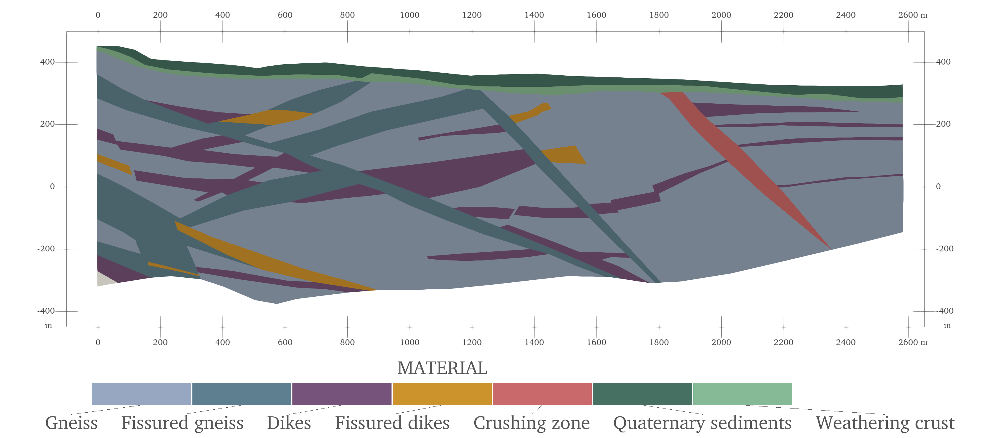 0 200 400 600 800 1000 1200 1400 1600 1800 2000 2200 2400 2600 m
400 400
200 200
0 0
-200 -200
-400 -400
m m
0 200 400 600 800 1000 1200 1400 1600 1800 2000 2200 2400 2600 m
MATERIAL
Gneiss Fissured gneiss Dikes Fissured dikes Crushing zone Quaternary sediments Weathering crust